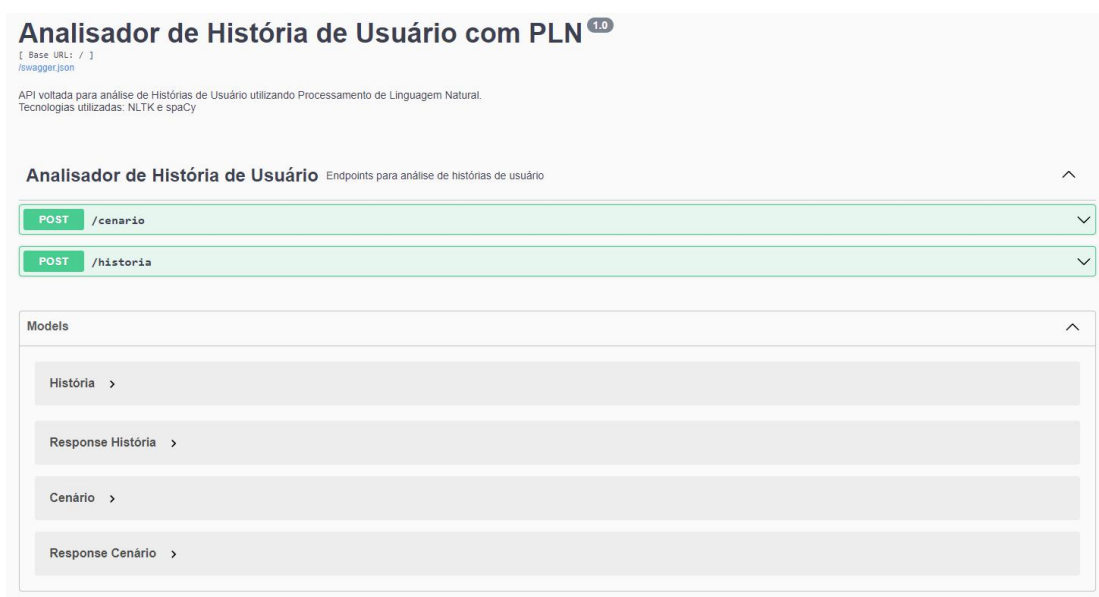 Analisador de História de Usuário com PLN 1.0
[ Base URL: / ]
/swagger.json
API voltada para análise de Histórias de Usuário utilizando Processamento de Linguagem Natural.
Tecnologias utilizadas: NLTK e spaCy
Analisador de História de Usuário Endpoints para análise de histórias de usuário
POST /cenario
POST /historia
Models
História
Response História
Cenário
Response Cenário